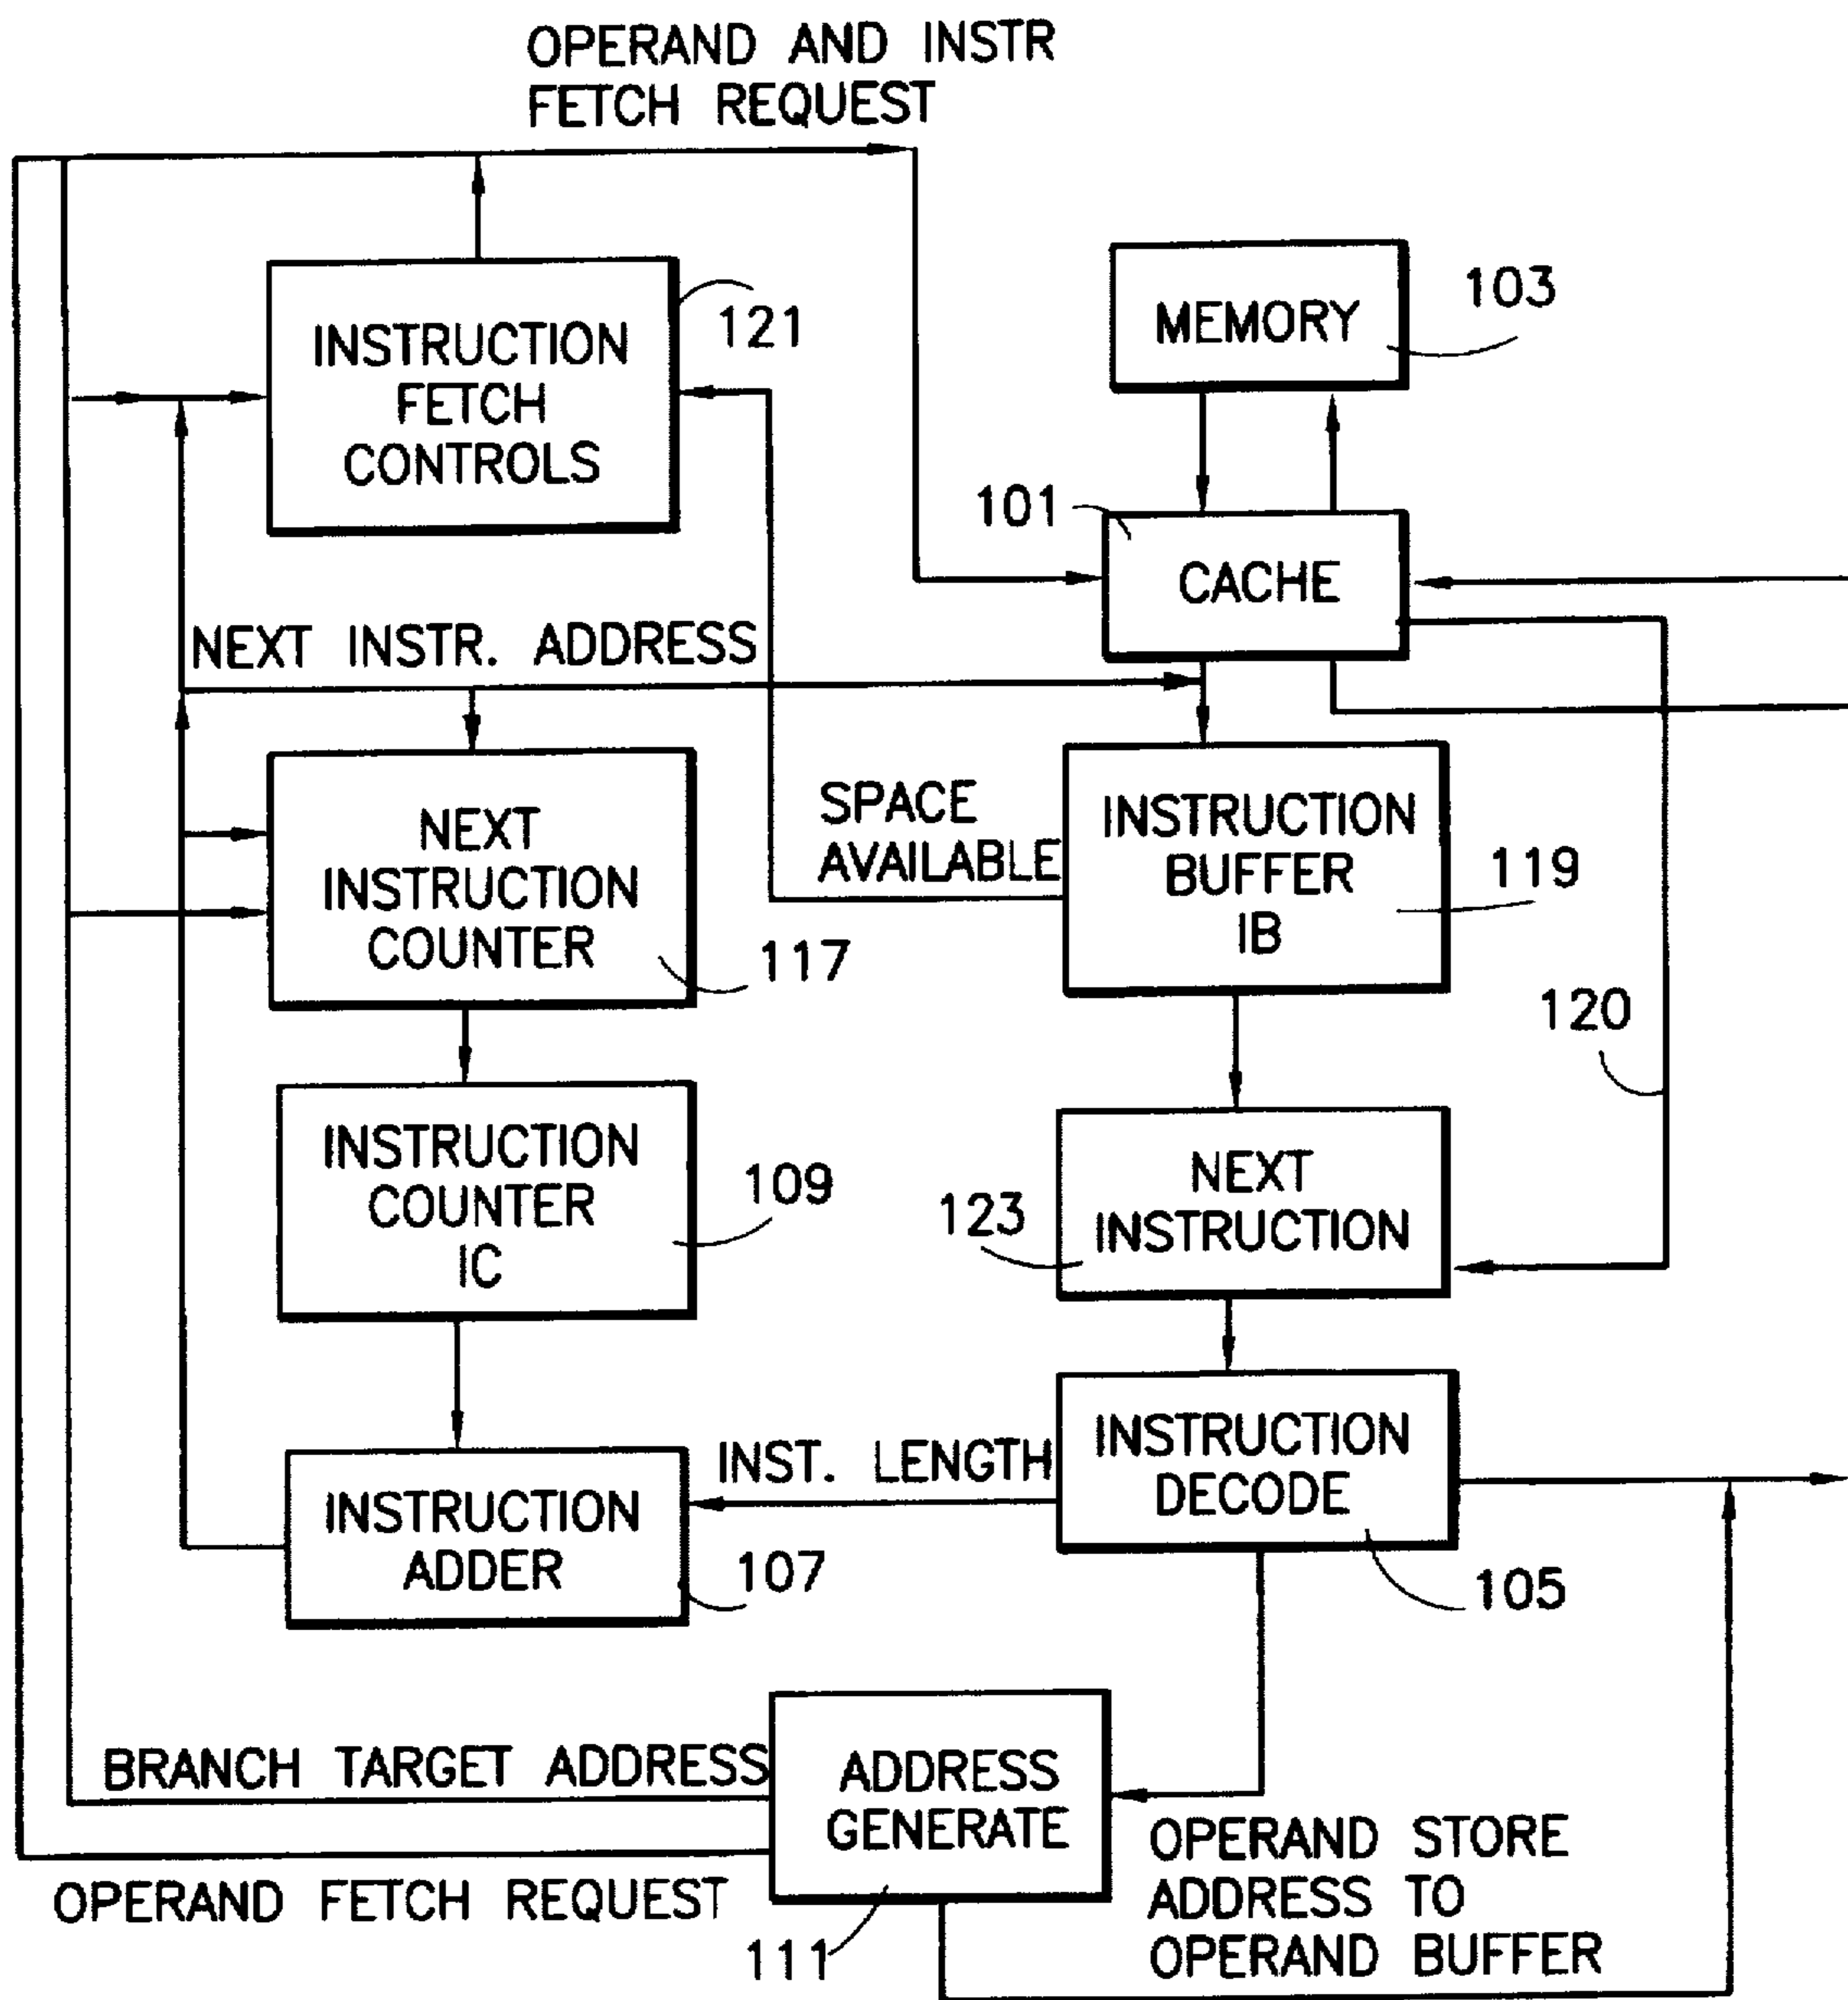 OPERAND AND INSTR
FETCH REQUEST
INSTRUCTION
FETCH
CONTROLS
121
MEMORY
103
101
CACHE
NEXT INSTR. ADDRESS
NEXT
INSTRUCTION
COUNTER
117
SPACE
AVAILABLE
INSTRUCTION
BUFFER
IB
119
120
INSTRUCTION
COUNTER
IC
109
123
NEXT
INSTRUCTION
INSTRUCTION
ADDER
107
INST. LENGTH
INSTRUCTION
DECODE
105
BRANCH TARGET ADDRESS
OPERAND FETCH REQUEST
ADDRESS
GENERATE
111
OPERAND STORE
ADDRESS TO
OPERAND BUFFER